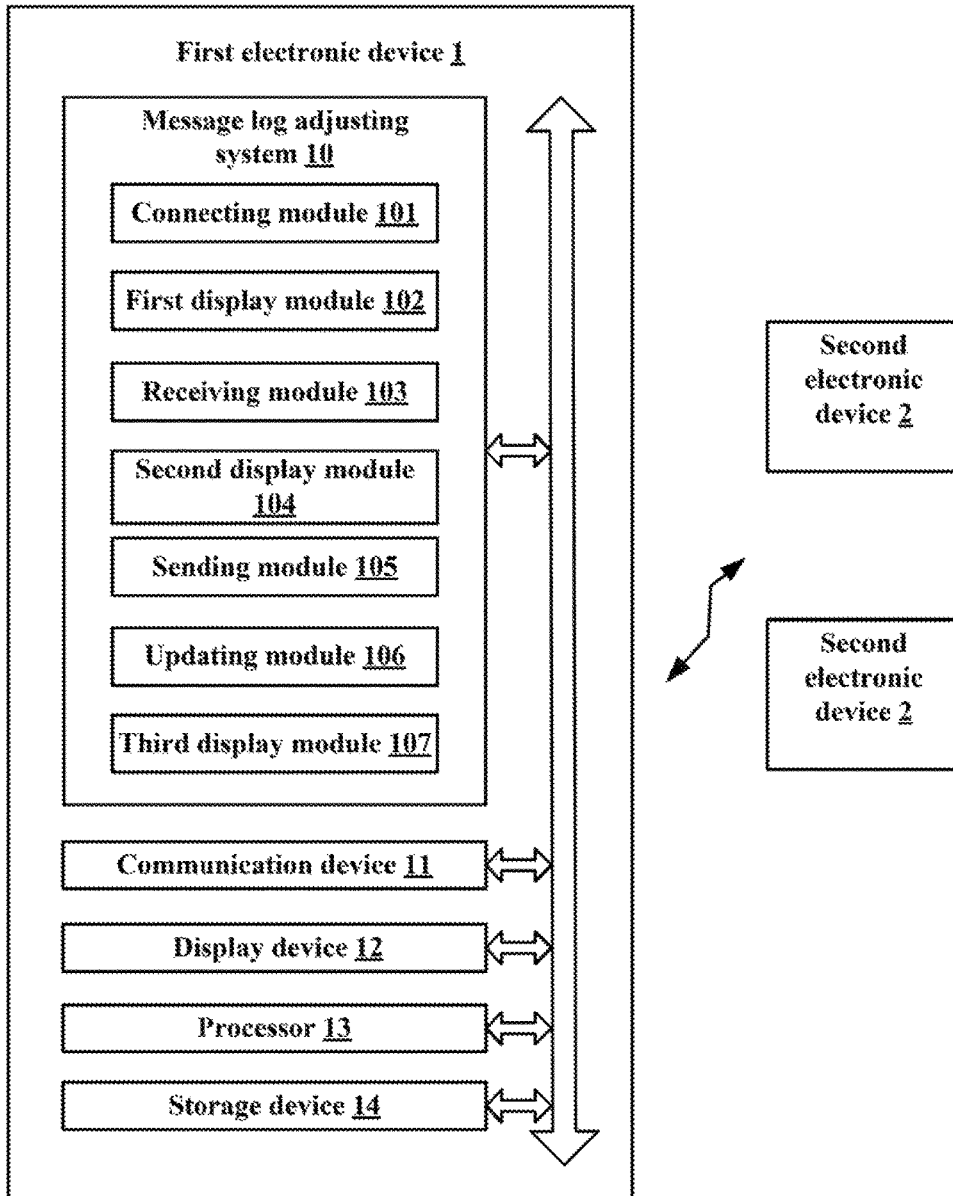 First electronic device 1
Message log adjusting
system 10
Connecting module 101
First display module 102
Receiving module 103
Second display module
104
Sending module 105
Updating module 106
Third display module 107
Communication device 11
Display device 12
Processor 13
Storage device 14
Second
electronic
device 2
Second
electronic
device 2